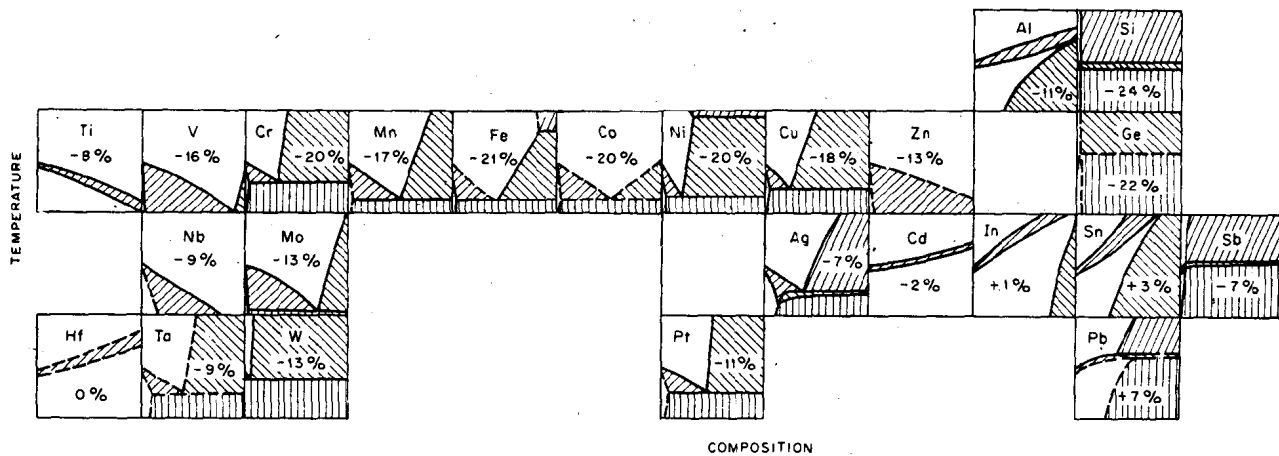 Al Si
-11% -24%
Ti V Cr Mn Fe Co Ni Cu Zn Ge
-8% -16% -20% -17% -21% -20% -20% -18% -13%
-22%
TEMPERATURE
Nb Mo Ag Cd In Sn Sb
-9% -13% -7% -2% +.1% +3% -7%
Hf Ta W Pt Pb
0% -9% -13% -11% +7%
COMPOSITION